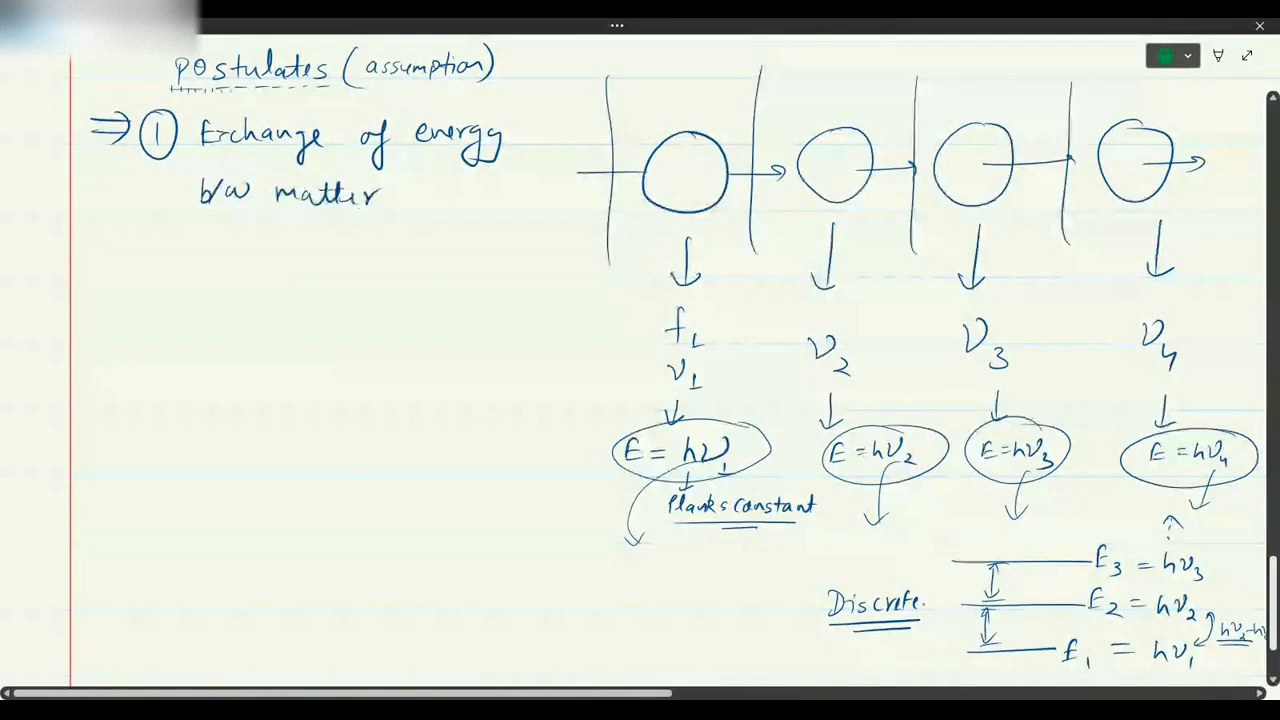 postulates (assumption)
⇒ ① Exchange of energy
b/w matter
f₁
ν₁
ν₂
ν₃
ν₄
E = hν₁
E = hν₂
E = hν₃
E = hν₄
Planks constant
Discrete.
E₃ = hν₃
E₂ = hν₂
E₁ = hν₁